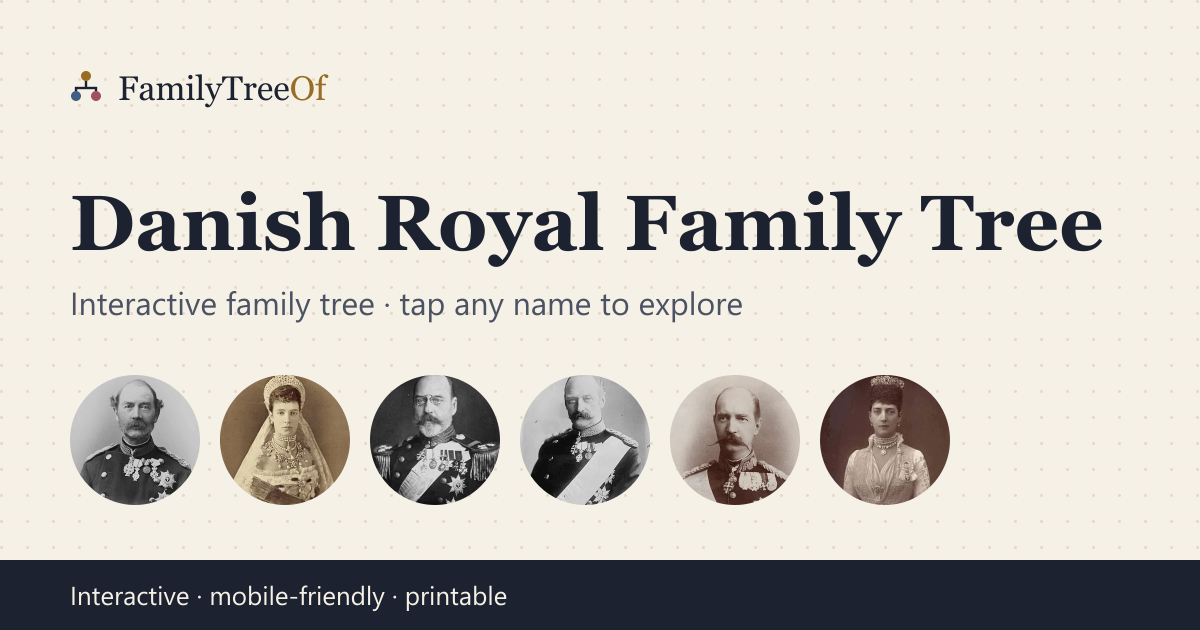 FamilyTreeOf
Danish Royal Family Tree
Interactive family tree · tap any name to explore
Interactive · mobile-friendly · printable